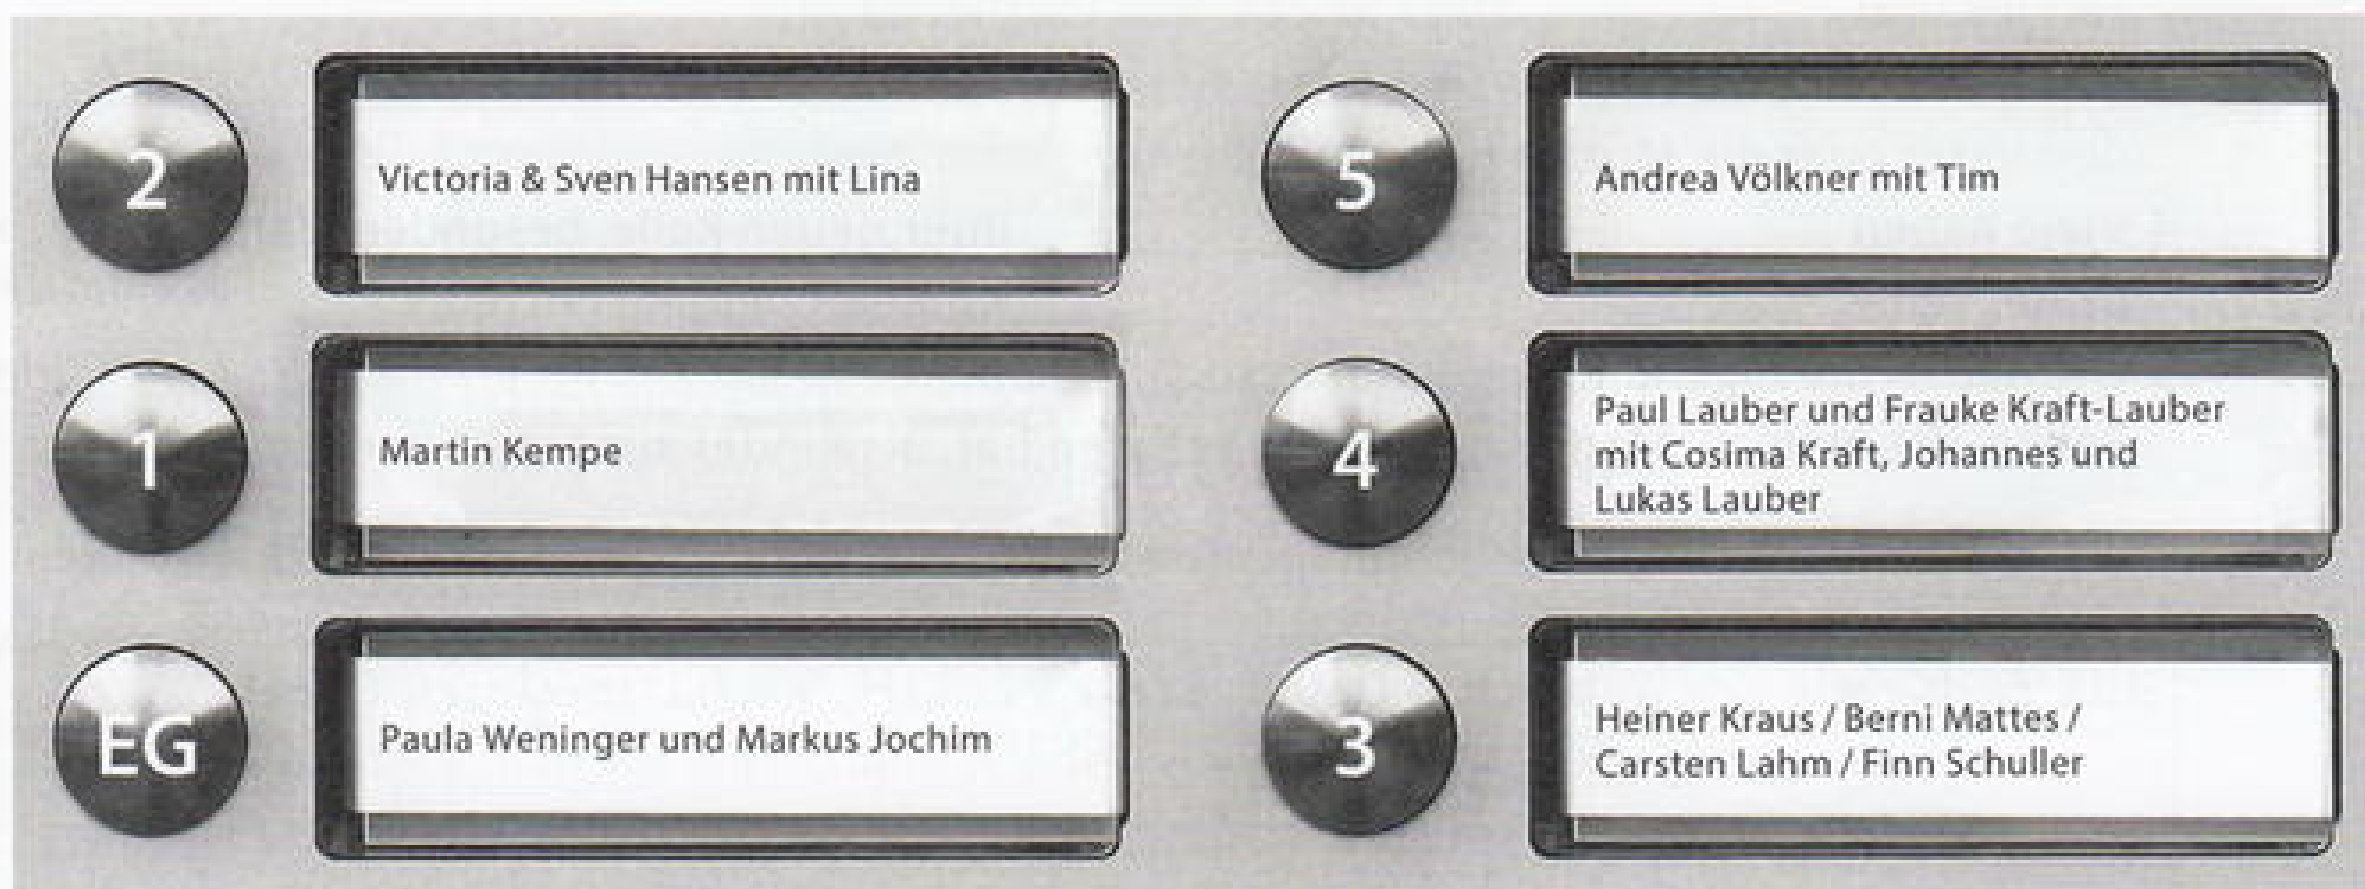 2
Victoria & Sven Hansen mit Lina
1
Martin Kempe
EG
Paula Weninger und Markus Jochim
5
Andrea Völkner mit Tim
4
Paul Lauber und Frauke Kraft-Lauber
mit Cosima Kraft, Johannes und
Lukas Lauber
3
Heiner Kraus / Berni Mattes /
Carsten Lahm / Finn Schuller